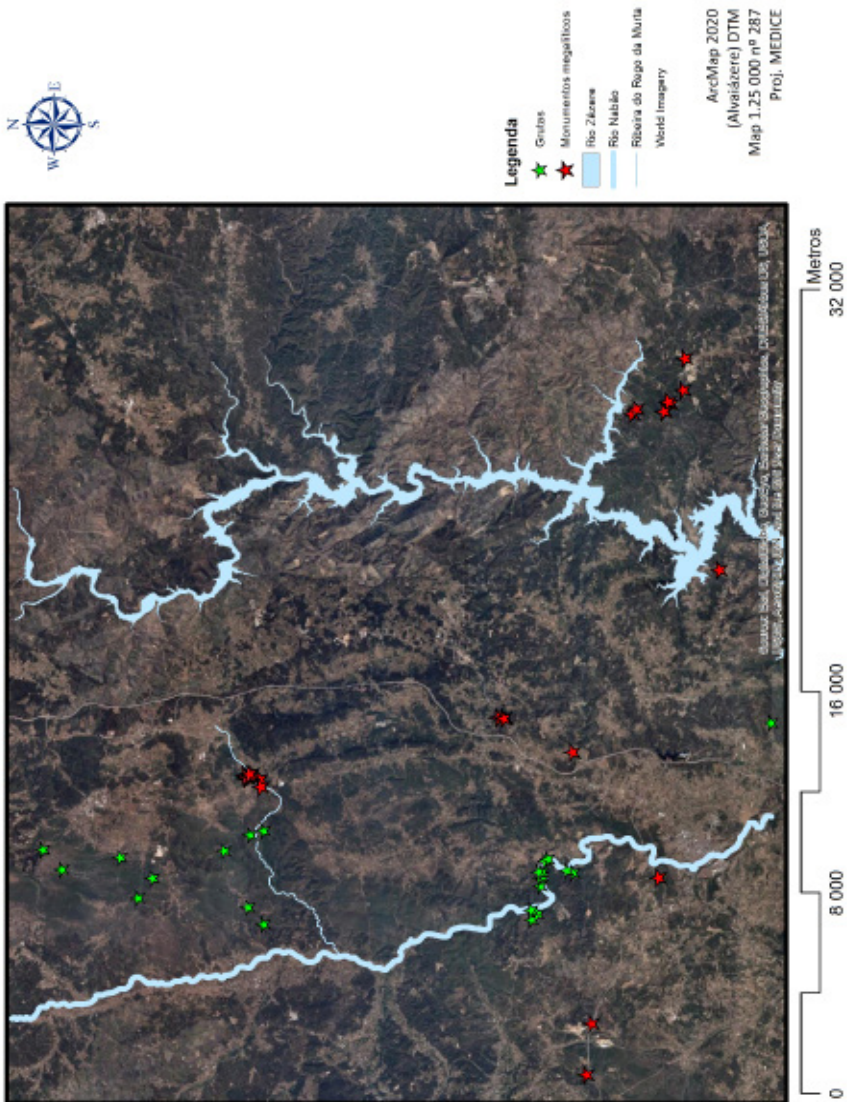 N
W
E
S
Legenda
Grutas
Monumentos megalíticos
Rio Zêzere
Rio Nabão
Ribeira do Rego da Murta
World Imagery
ArcMap 2020
(Alvaiázere) DTM
Map 1.25 000 nº 287
Proj. MEDICE
0
8 000
16 000
32 000
Metros